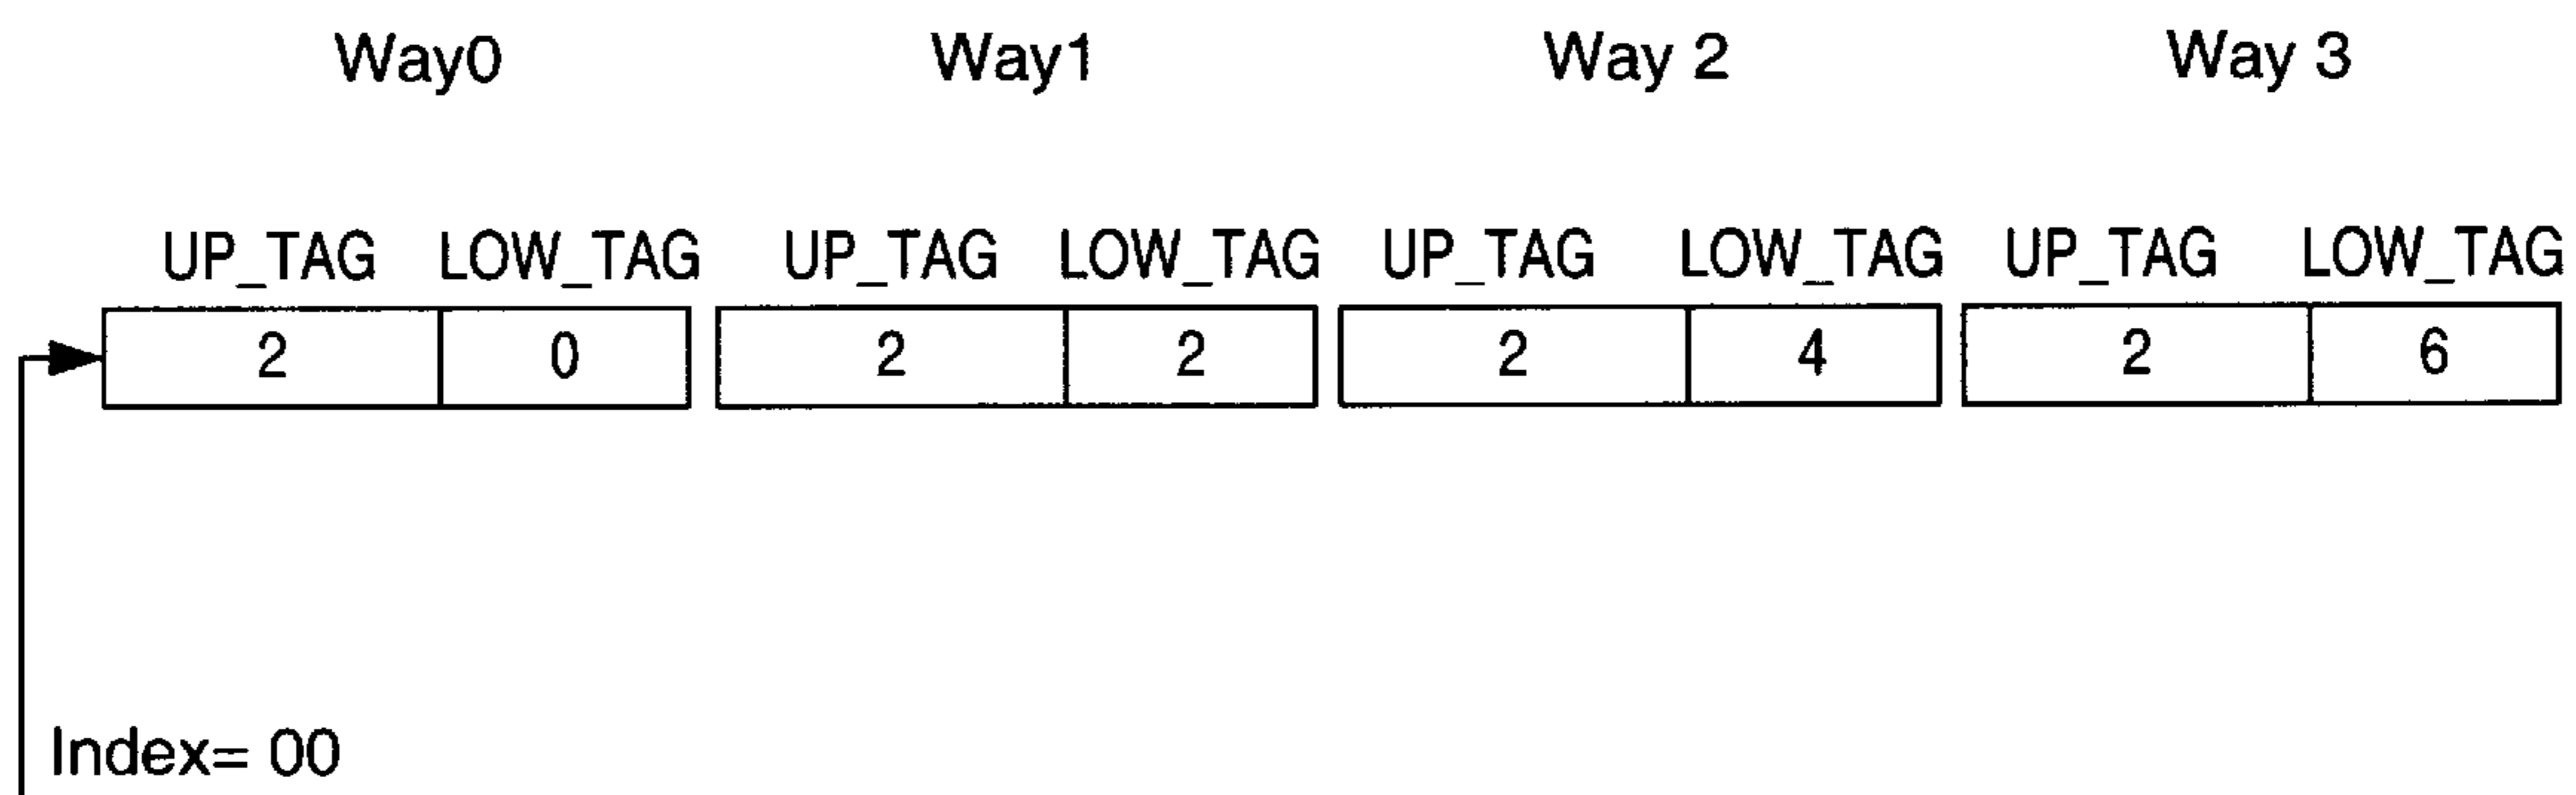 Way0 Way1 Way 2 Way 3
UP_TAG LOW_TAG UP_TAG LOW_TAG UP_TAG LOW_TAG UP_TAG LOW_TAG
2 0 2 2 2 4 2 6
Index= 00